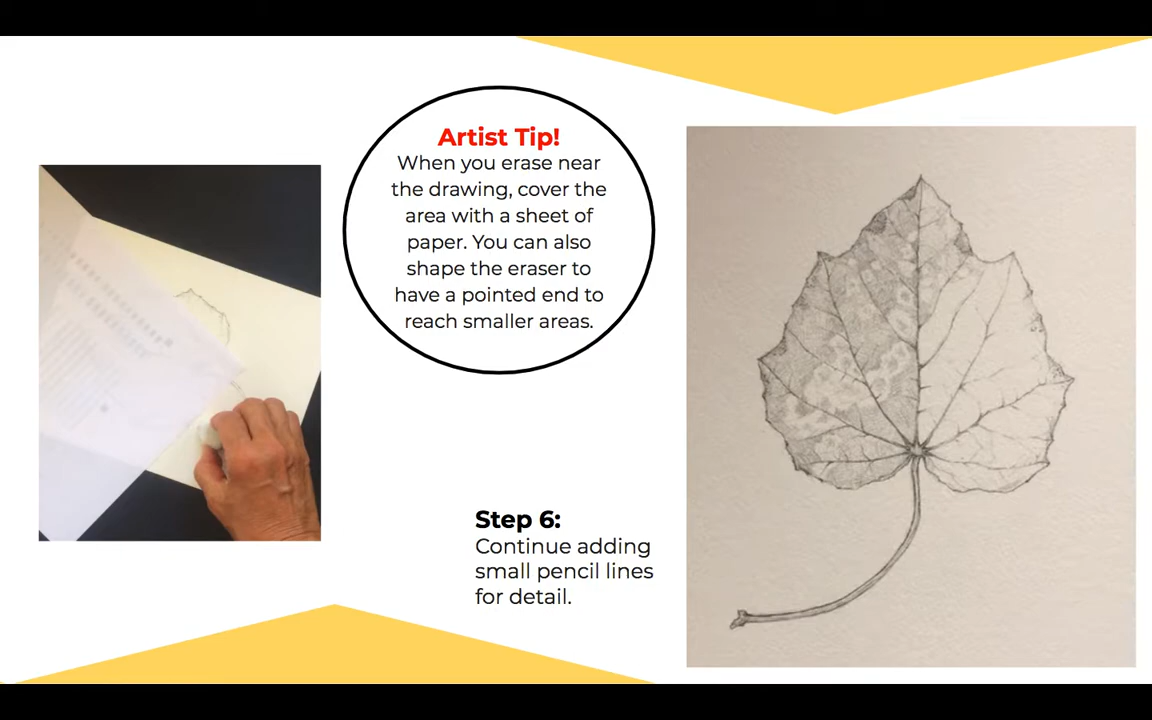 Artist Tip!
When you erase near
the drawing, cover the
area with a sheet of
paper. You can also
shape the eraser to
have a pointed end to
reach smaller areas.
Step 6:
Continue adding
small pencil lines
for detail.